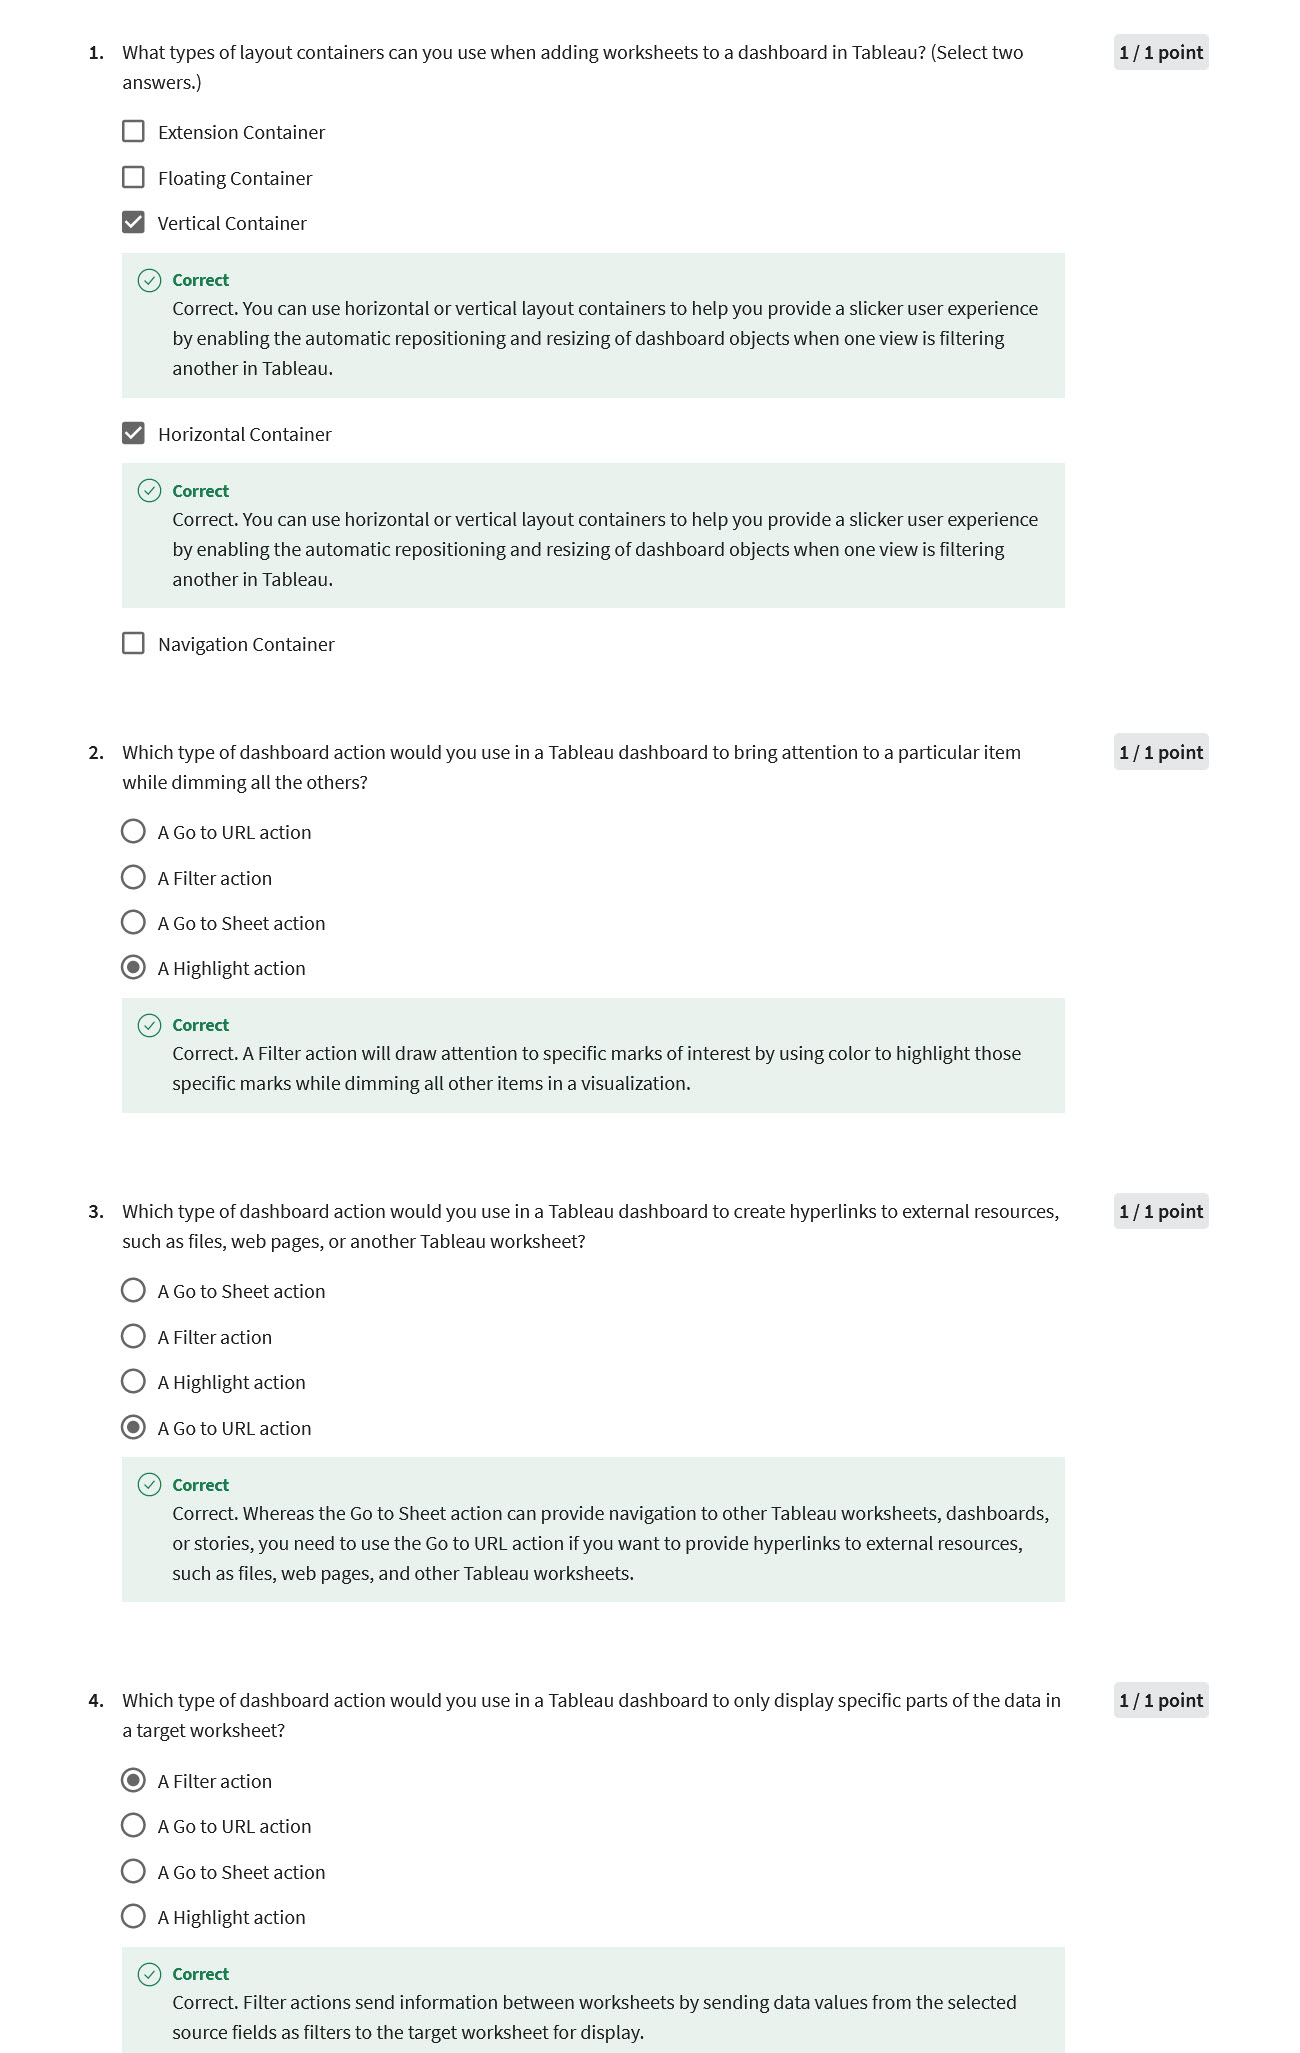 1. What types of layout containers can you use when adding worksheets to a dashboard in Tableau? (Select two
1 / 1 point
answers.)
Extension Container
Floating Container
Vertical Container
Correct
Correct. You can use horizontal or vertical layout containers to help you provide a slicker user experience
by enabling the automatic repositioning and resizing of dashboard objects when one view is filtering
another in Tableau.
Horizontal Container
Correct
Correct. You can use horizontal or vertical layout containers to help you provide a slicker user experience
by enabling the automatic repositioning and resizing of dashboard objects when one view is filtering
another in Tableau.
Navigation Container
2. Which type of dashboard action would you use in a Tableau dashboard to bring attention to a particular item
1 / 1 point
while dimming all the others?
A Go to URL action
A Filter action
A Go to Sheet action
A Highlight action
Correct
Correct. A Filter action will draw attention to specific marks of interest by using color to highlight those
specific marks while dimming all other items in a visualization.
3. Which type of dashboard action would you use in a Tableau dashboard to create hyperlinks to external resources,
1 / 1 point
such as files, web pages, or another Tableau worksheet?
A Go to Sheet action
A Filter action
A Highlight action
A Go to URL action
Correct
Correct. Whereas the Go to Sheet action can provide navigation to other Tableau worksheets, dashboards,
or stories, you need to use the Go to URL action if you want to provide hyperlinks to external resources,
such as files, web pages, and other Tableau worksheets.
4. Which type of dashboard action would you use in a Tableau dashboard to only display specific parts of the data in
1 / 1 point
a target worksheet?
A Filter action
A Go to URL action
A Go to Sheet action
A Highlight action
Correct
Correct. Filter actions send information between worksheets by sending data values from the selected
source fields as filters to the target worksheet for display.